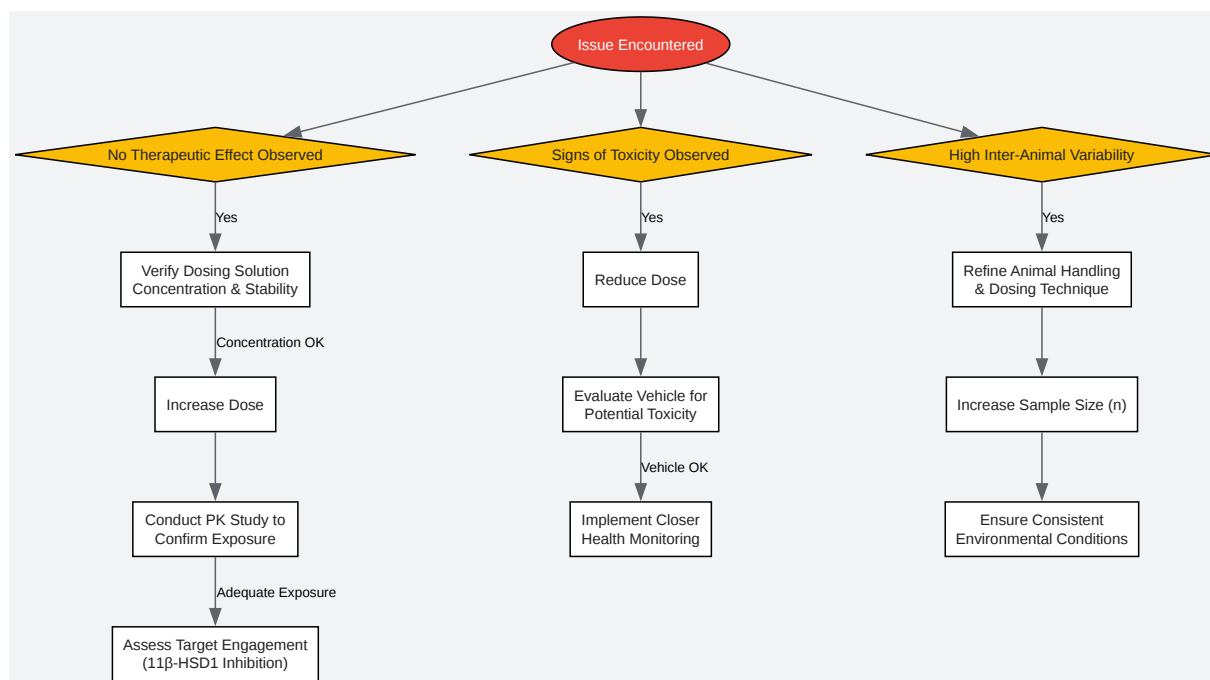 Issue Encountered
No Therapeutic Effect Observed
Signs of Toxicity Observed
High Inter-Animal Variability
Yes
Yes
Yes
Verify Dosing Solution
Concentration & Stability
Reduce Dose
Refine Animal Handling
& Dosing Technique
Concentration OK
Increase Dose
Evaluate Vehicle for
Potential Toxicity
Increase Sample Size (n)
Vehicle OK
Conduct PK Study to
Confirm Exposure
Implement Closer
Health Monitoring
Ensure Consistent
Environmental Conditions
Adequate Exposure
Assess Target Engagement
(11β-HSD1 Inhibition)